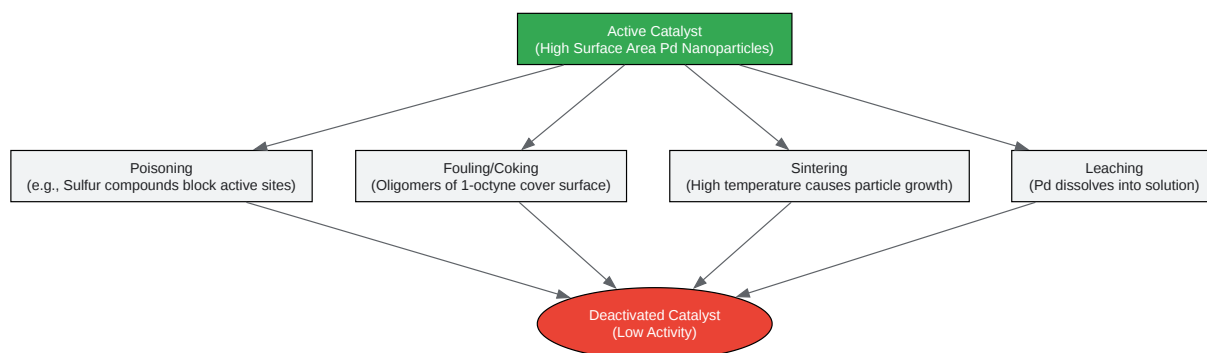 Active Catalyst
(High Surface Area Pd Nanoparticles)
Poisoning
(e.g., Sulfur compounds block active sites)
Fouling/Coking
(Oligomers of 1-octyne cover surface)
Sintering
(High temperature causes particle growth)
Leaching
(Pd dissolves into solution)
Deactivated Catalyst
(Low Activity)